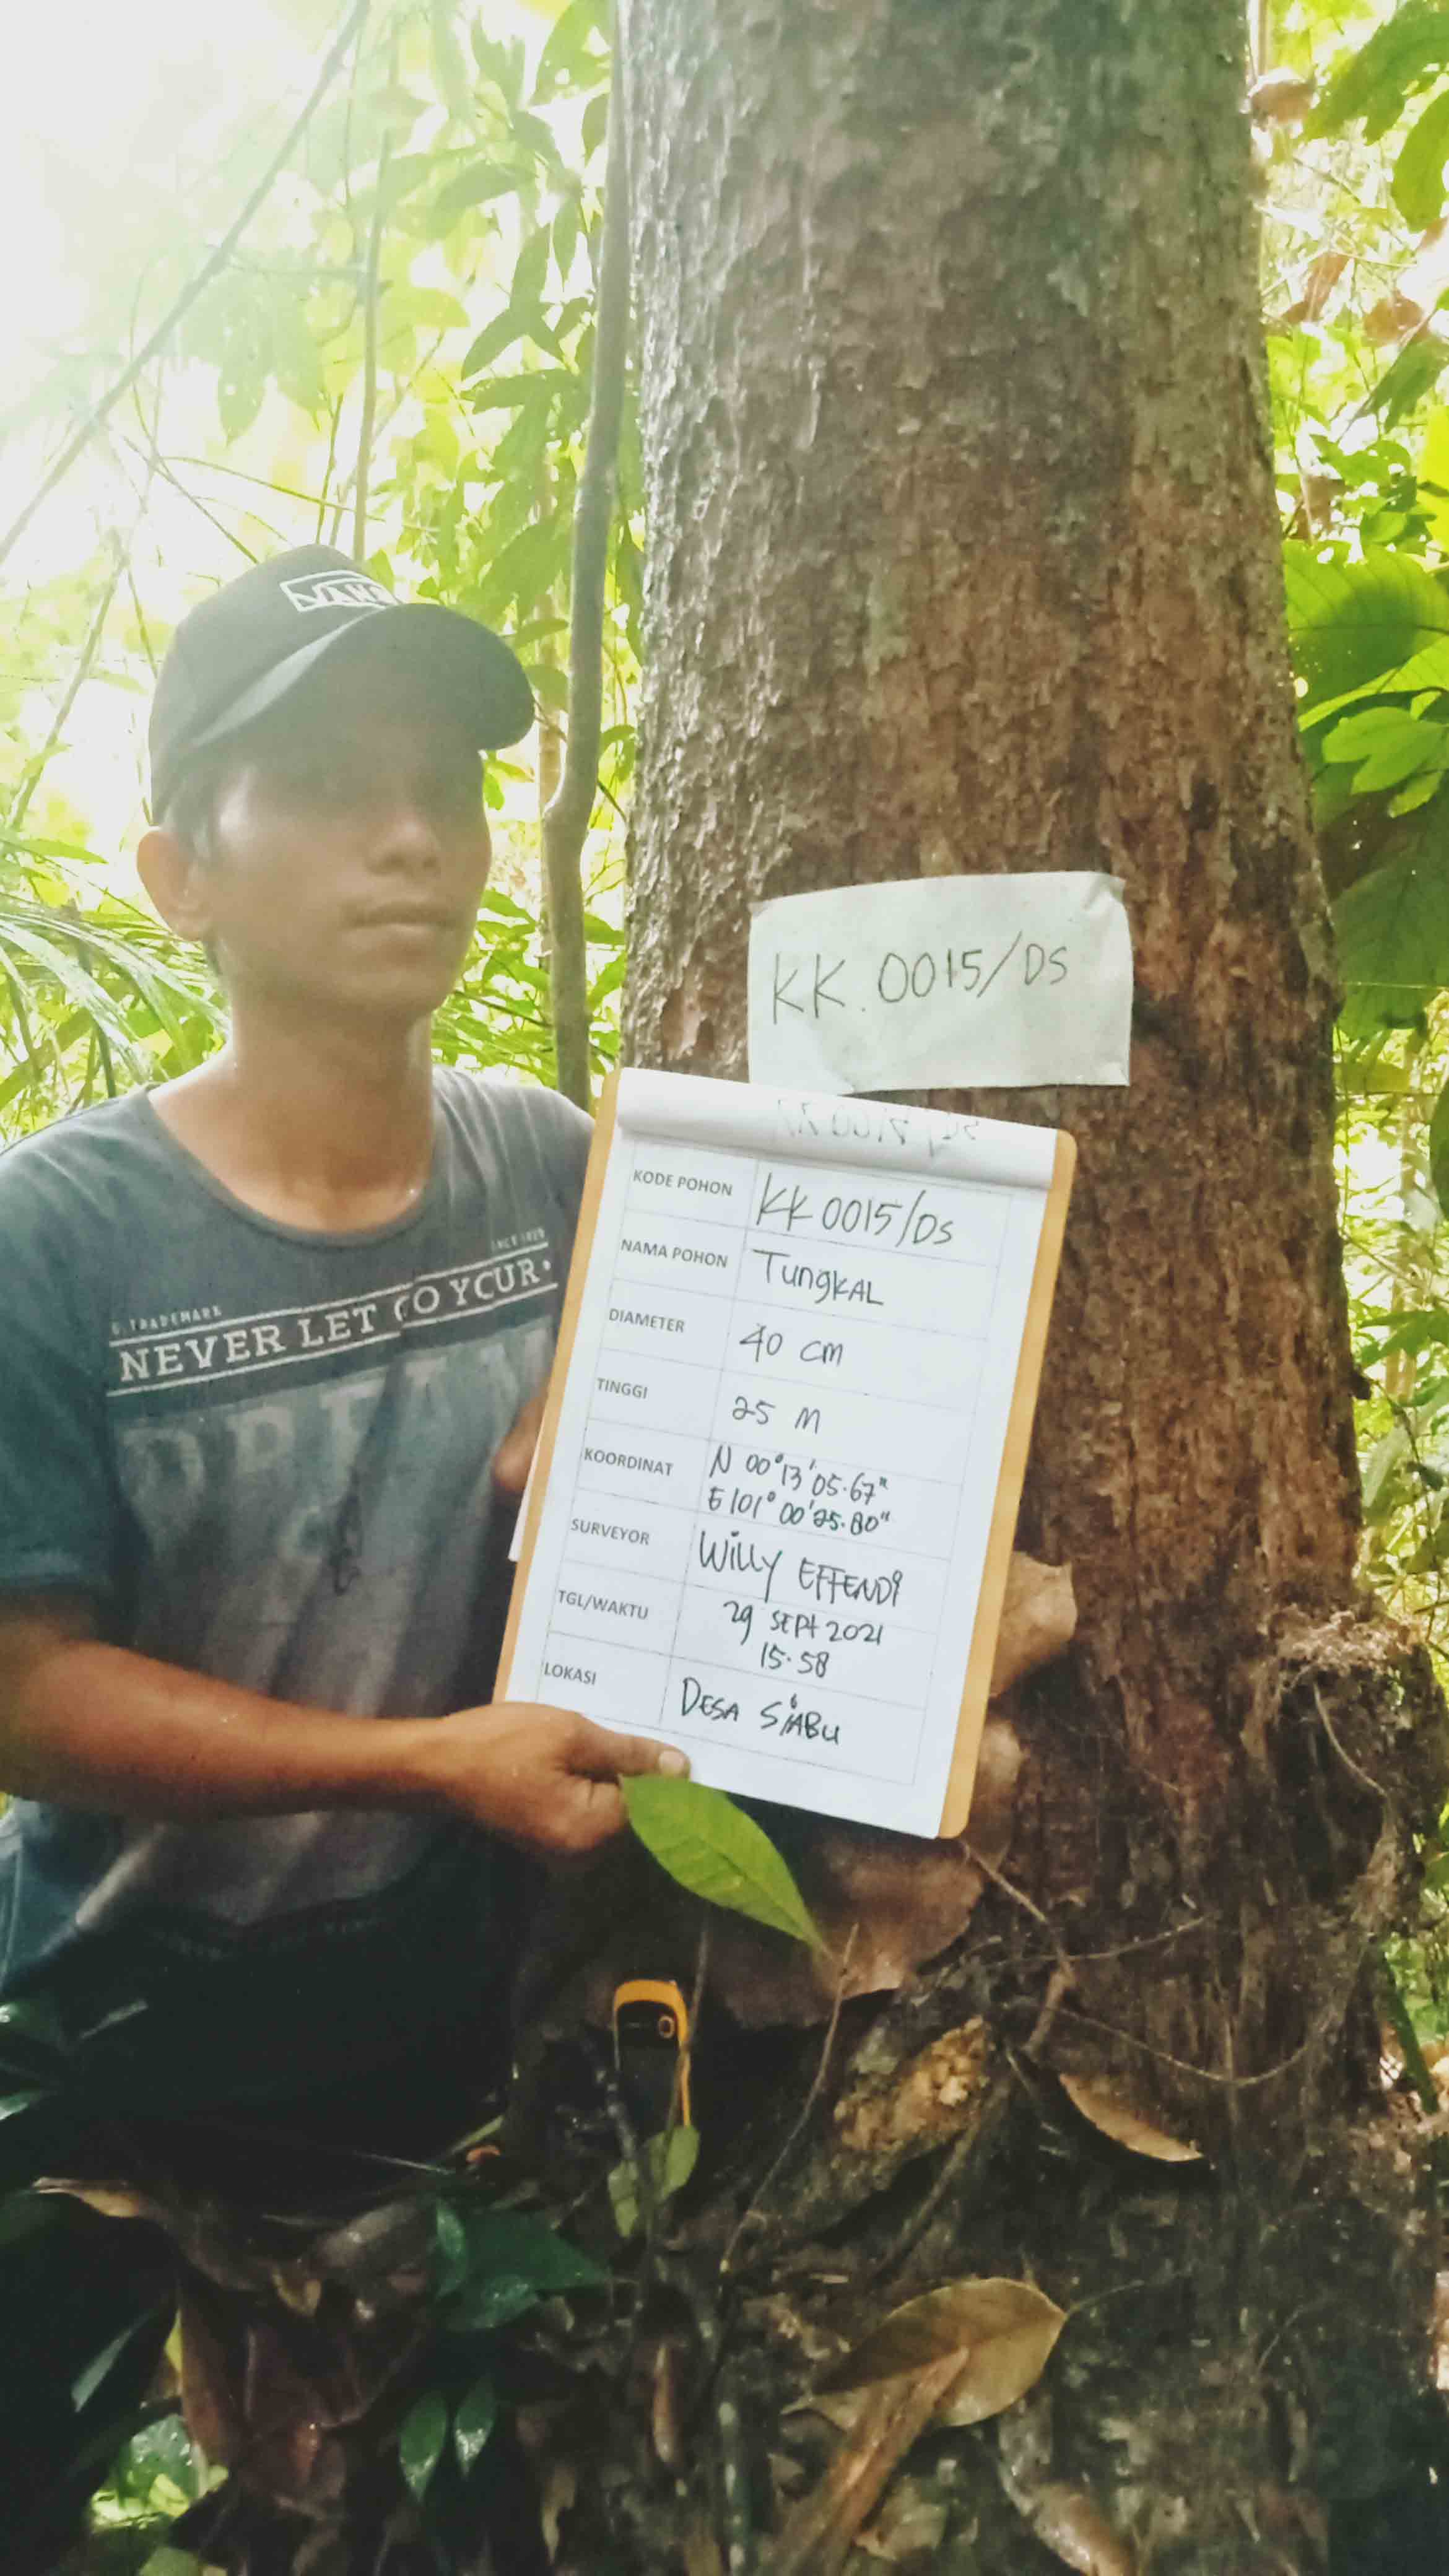 VANS
KK. 0015/DS
KODE POHON KK 0015/DS
NAMA POHON TUNGKAL
DIAMETER 40 cm
TINGGI 25 M
KOORDINAT N 00°13'05.67"
E 101°00'25.80"
SURVEYOR WILLY EFFENDI
TGL/WAKTU 29 SEPT 2021
15.58
LOKASI DESA SIABU
TRADEMARK
NEVER LET GO YOUR